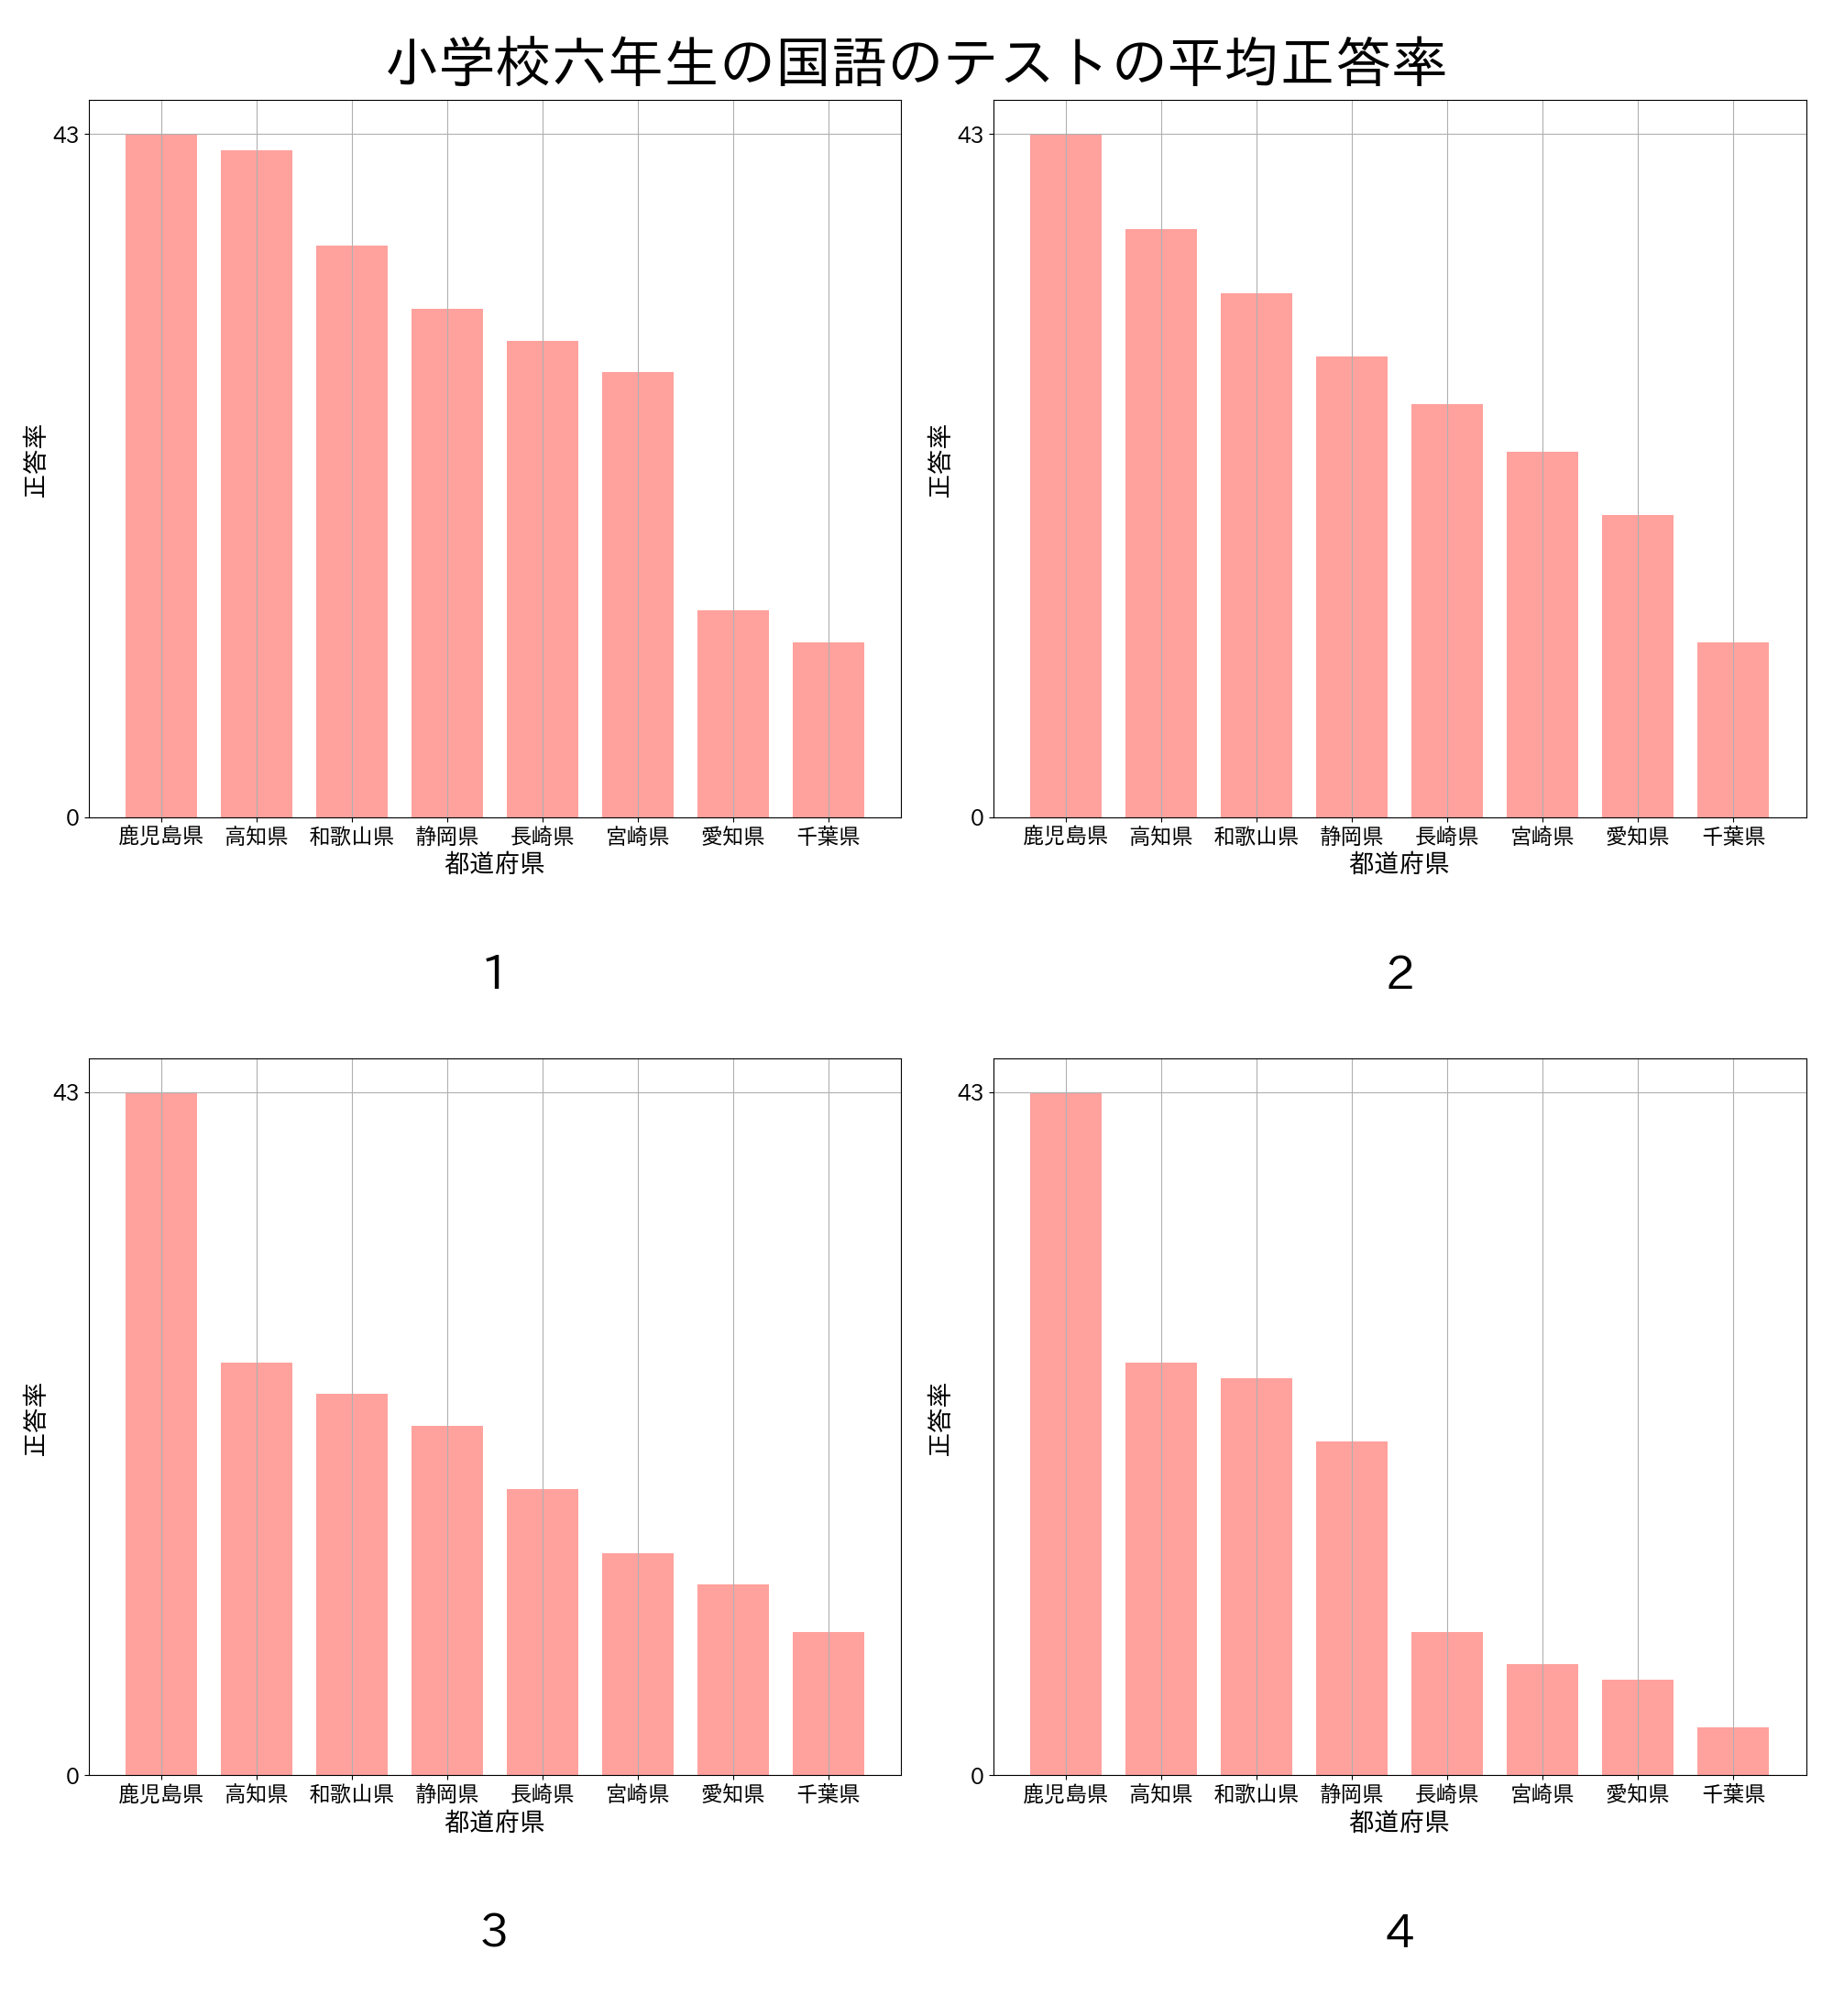 小学校六年生の国語のテストの平均正答率
43
0
正答率
鹿児島県 高知県 和歌山県 静岡県 長崎県 宮崎県 愛知県 千葉県
都道府県
1
43
0
正答率
鹿児島県 高知県 和歌山県 静岡県 長崎県 宮崎県 愛知県 千葉県
都道府県
2
43
0
正答率
鹿児島県 高知県 和歌山県 静岡県 長崎県 宮崎県 愛知県 千葉県
都道府県
3
43
0
正答率
鹿児島県 高知県 和歌山県 静岡県 長崎県 宮崎県 愛知県 千葉県
都道府県
4